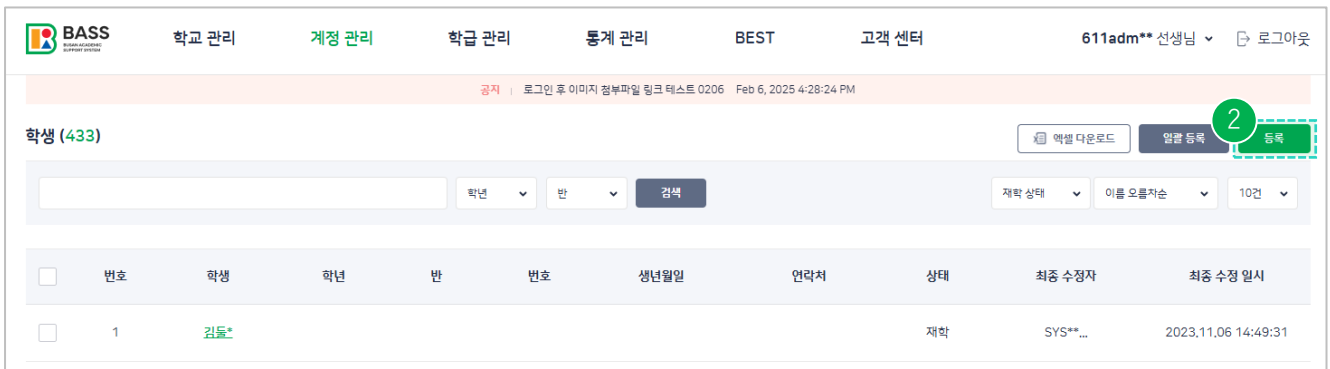 BASS
BUSAN ACADEMIC
SUPPORT SYSTEM
학교 관리 계정 관리 학급 관리 통계 관리 BEST 고객 센터 611adm** 선생님 로그아웃
공지 로그인 후 이미지 첨부파일 링크 테스트 0206 Feb 6, 2025 4:28:24 PM
학생 (433) 엑셀 다운로드 일괄 등록 2 등록
학년 반 검색 재학 상태 이름 오름차순 10건
번호 학생 학년 반 번호 생년월일 연락처 상태 최종 수정자 최종 수정 일시
1 김둘* 재학 SYS**... 2023.11.06 14:49:31